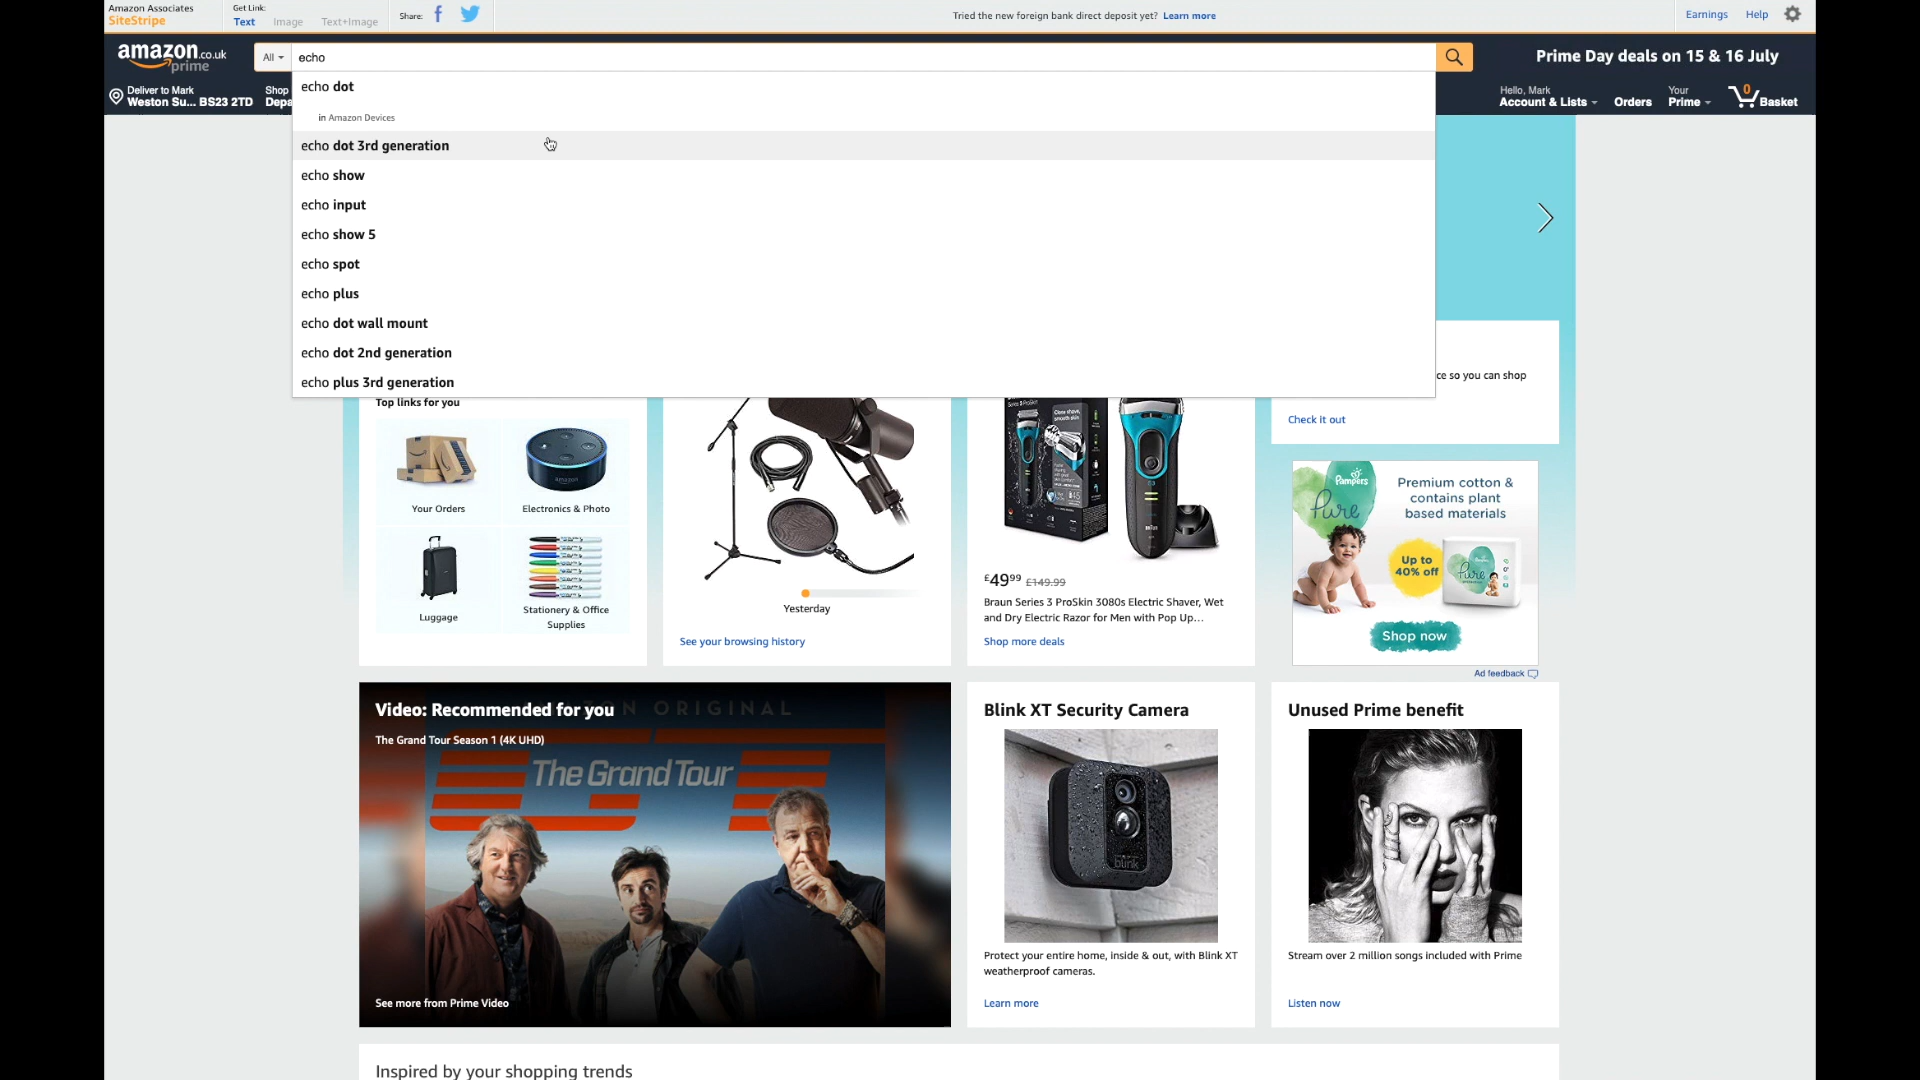 Amazon Associates
SiteStripe
Get Link:
Text Image Text+Image
Share:
Tried the new foreign bank direct deposit yet? Learn more
Earnings Help
amazon.co.uk
prime
All
echo
Prime Day deals on 15 & 16 July
Deliver to Mark
Weston Su... BS23 2TD
Shop
Depa
Hello, Mark
Account & Lists
Orders
Your
Prime
0
Basket
echo dot
in Amazon Devices
echo dot 3rd generation
echo show
echo input
echo show 5
echo spot
echo plus
echo dot wall mount
echo dot 2nd generation
echo plus 3rd generation
ce so you can shop
Check it out
Top links for you
Your Orders
Electronics & Photo
Luggage
Stationery & Office
Supplies
Yesterday
See your browsing history
£4999 £149.99
Braun Series 3 ProSkin 3080s Electric Shaver, Wet
and Dry Electric Razor for Men with Pop Up...
Shop more deals
Pampers
Pure
Premium cotton &
contains plant
based materials
Up to
40% off
Pure
Shop now
Ad feedback
Video: Recommended for you
ORIGINAL
The Grand Tour Season 1 (4K UHD)
The Grand Tour
See more from Prime Video
Blink XT Security Camera
blink
Protect your entire home, inside & out, with Blink XT
weatherproof cameras.
Learn more
Unused Prime benefit
Stream over 2 million songs included with Prime
Listen now
Inspired by your shopping trends